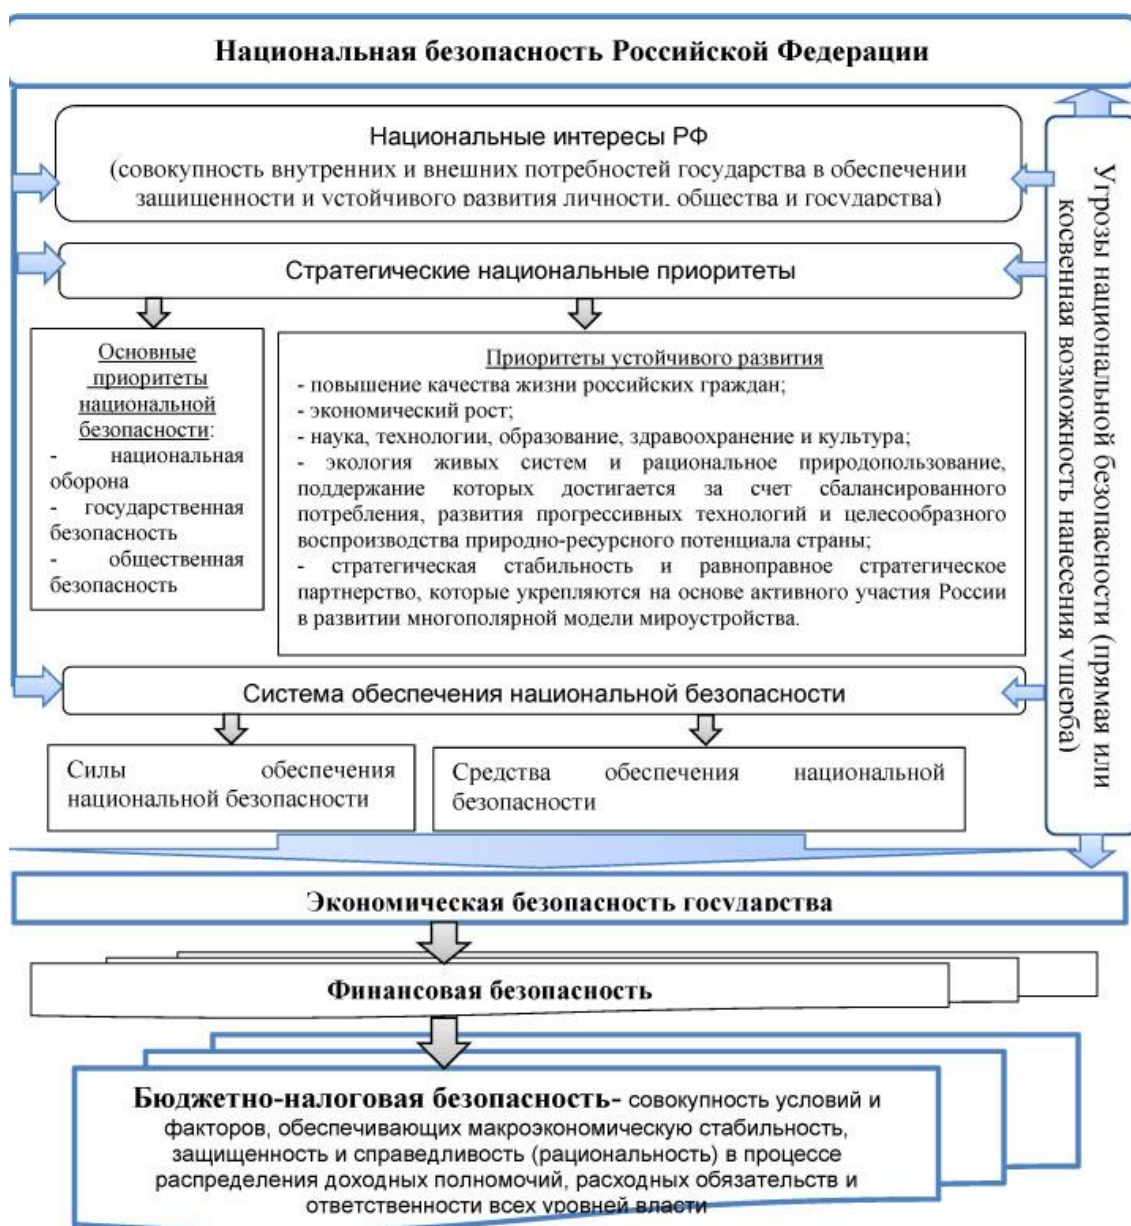 Национальная безопасность Российской Федерации
Национальные интересы РФ
(совокупность внутренних и внешних потребностей государства в обеспечении
защищенности и устойчивого развития личности, общества и государства)
Стратегические национальные приоритеты
Основные
приоритеты
национальной
безопасности:
- национальная
оборона
- государственная
безопасность
- общественная
безопасность
Приоритеты устойчивого развития
- повышение качества жизни российских граждан;
- экономический рост;
- наука, технологии, образование, здравоохранение и культура;
- экология живых систем и рациональное природопользование,
поддержание которых достигается за счет сбалансированного
потребления, развития прогрессивных технологий и целесообразного
воспроизводства природно-ресурсного потенциала страны;
- стратегическая стабильность и равноправное стратегическое
партнерство, которые укрепляются на основе активного участия России
в развитии многополярной модели мироустройства.
Система обеспечения национальной безопасности
Силы обеспечения
национальной безопасности
Средства обеспечения национальной
безопасности
Угрозы национальной безопасности (прямая или
косвенная возможность нанесения ущерба)
Экономическая безопасность государства
Финансовая безопасность
Бюджетно-налоговая безопасность- совокупность условий и
факторов, обеспечивающих макроэкономическую стабильность,
защищенность и справедливость (рациональность) в процессе
распределения доходных полномочий, расходных обязательств и
ответственности всех уровней власти